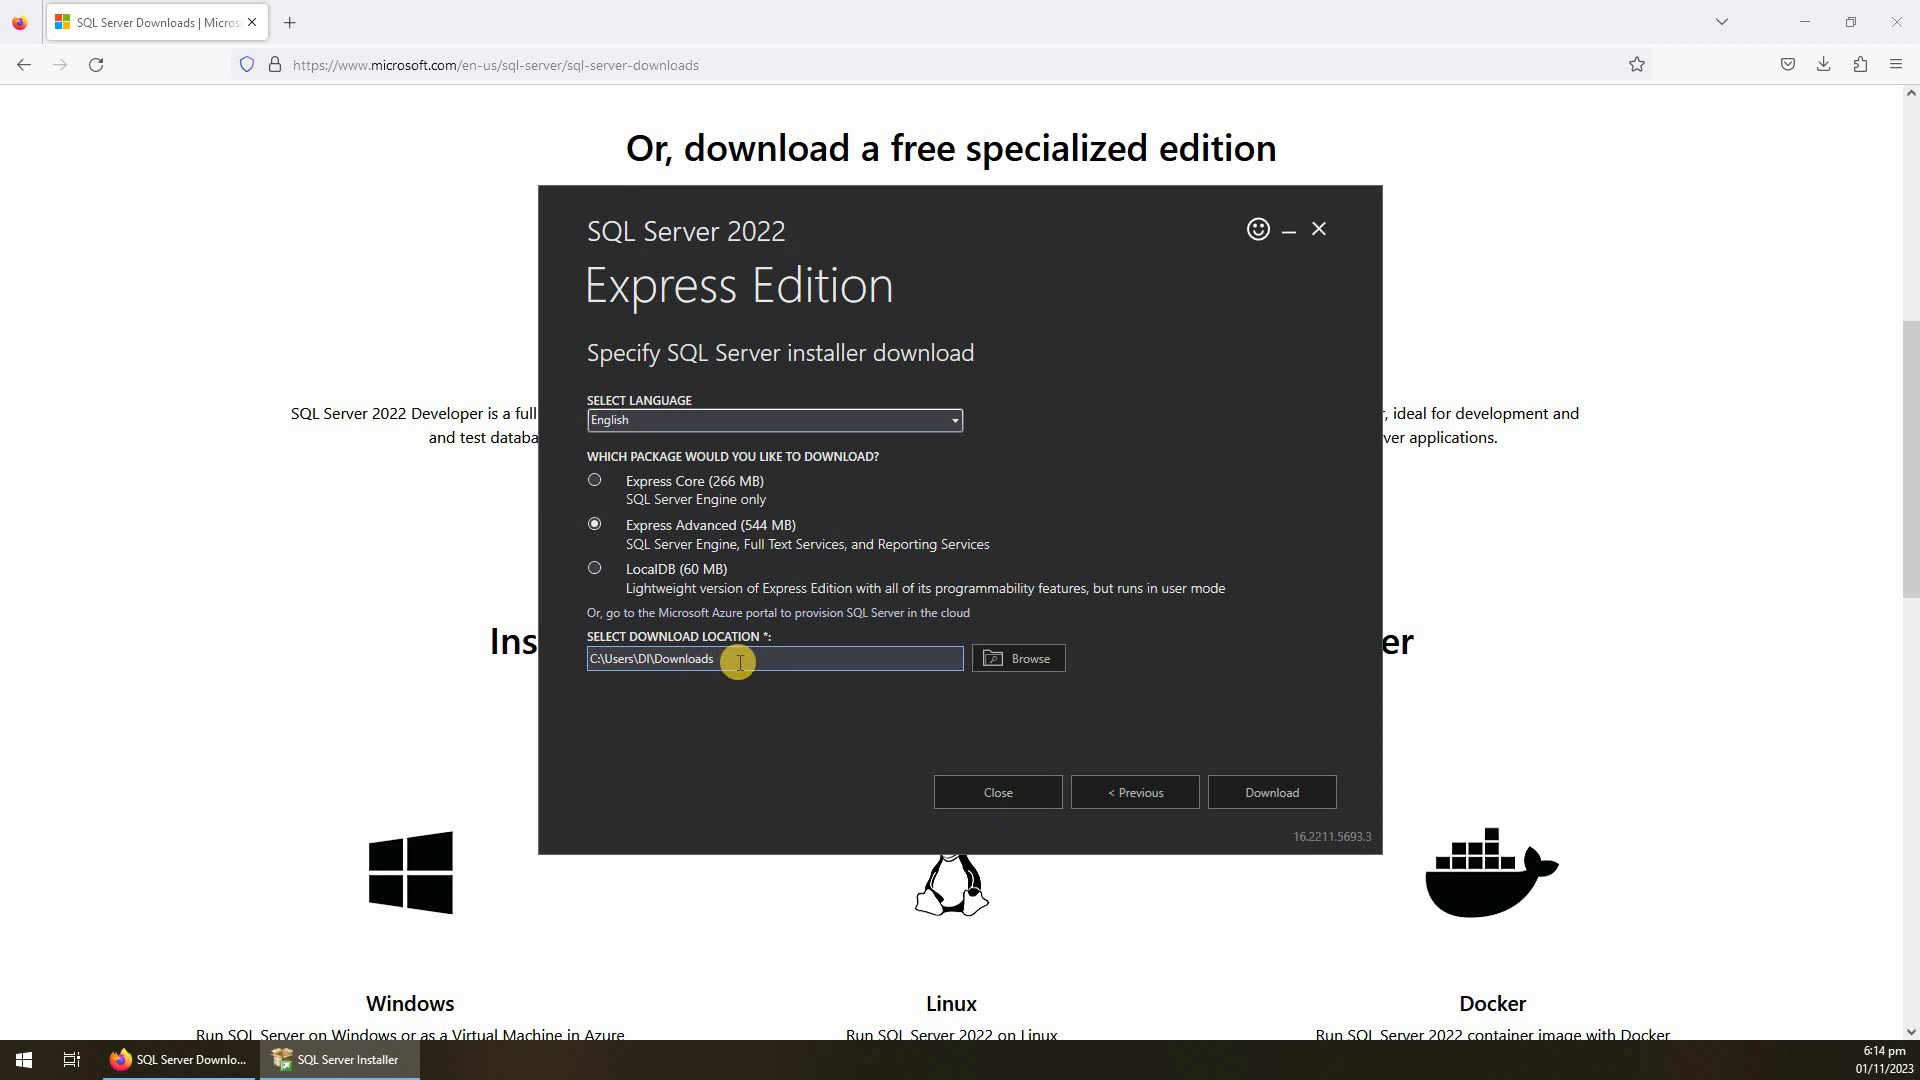 SQL Server Downloads | Micros
https://www.microsoft.com/en-us/sql-server/sql-server-downloads
Or, download a free specialized edition
SQL Server 2022
Express Edition
Specify SQL Server installer download
SELECT LANGUAGE
English
WHICH PACKAGE WOULD YOU LIKE TO DOWNLOAD?
Express Core (266 MB)
SQL Server Engine only
Express Advanced (544 MB)
SQL Server Engine, Full Text Services, and Reporting Services
LocalDB (60 MB)
Lightweight version of Express Edition with all of its programmability features, but runs in user mode
Or, go to the Microsoft Azure portal to provision SQL Server in the cloud
SELECT DOWNLOAD LOCATION *:
C:\Users\DI\Downloads
Browse
Close
< Previous
Download
16.2211.5693.3
SQL Server 2022 Developer is a full
and test databa
r, ideal for development and
ver applications.
Ins
er
Windows
Run SQL Server on Windows or as a Virtual Machine in Azure
Linux
Run SQL Server 2022 on Linux
Docker
Run SQL Server 2022 container image with Docker
SQL Server Downlo...
SQL Server Installer
6:14 pm
01/11/2023